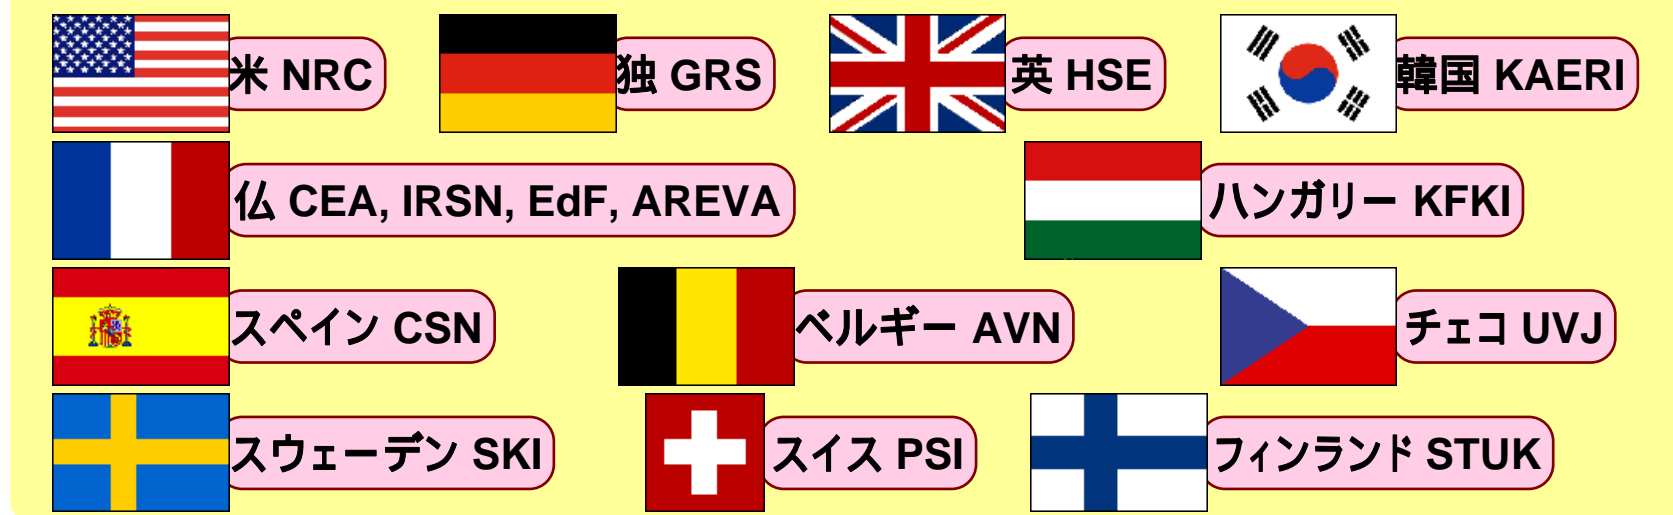 米 NRC
独 GRS
英 HSE
韓国 KAERI
仏 CEA, IRSN, EdF, AREVA
ハンガリー KFKI
スペイン CSN
ベルギー AVN
チェコ UVJ
スウェーデン SKI
スイス PSI
フィンランド STUK